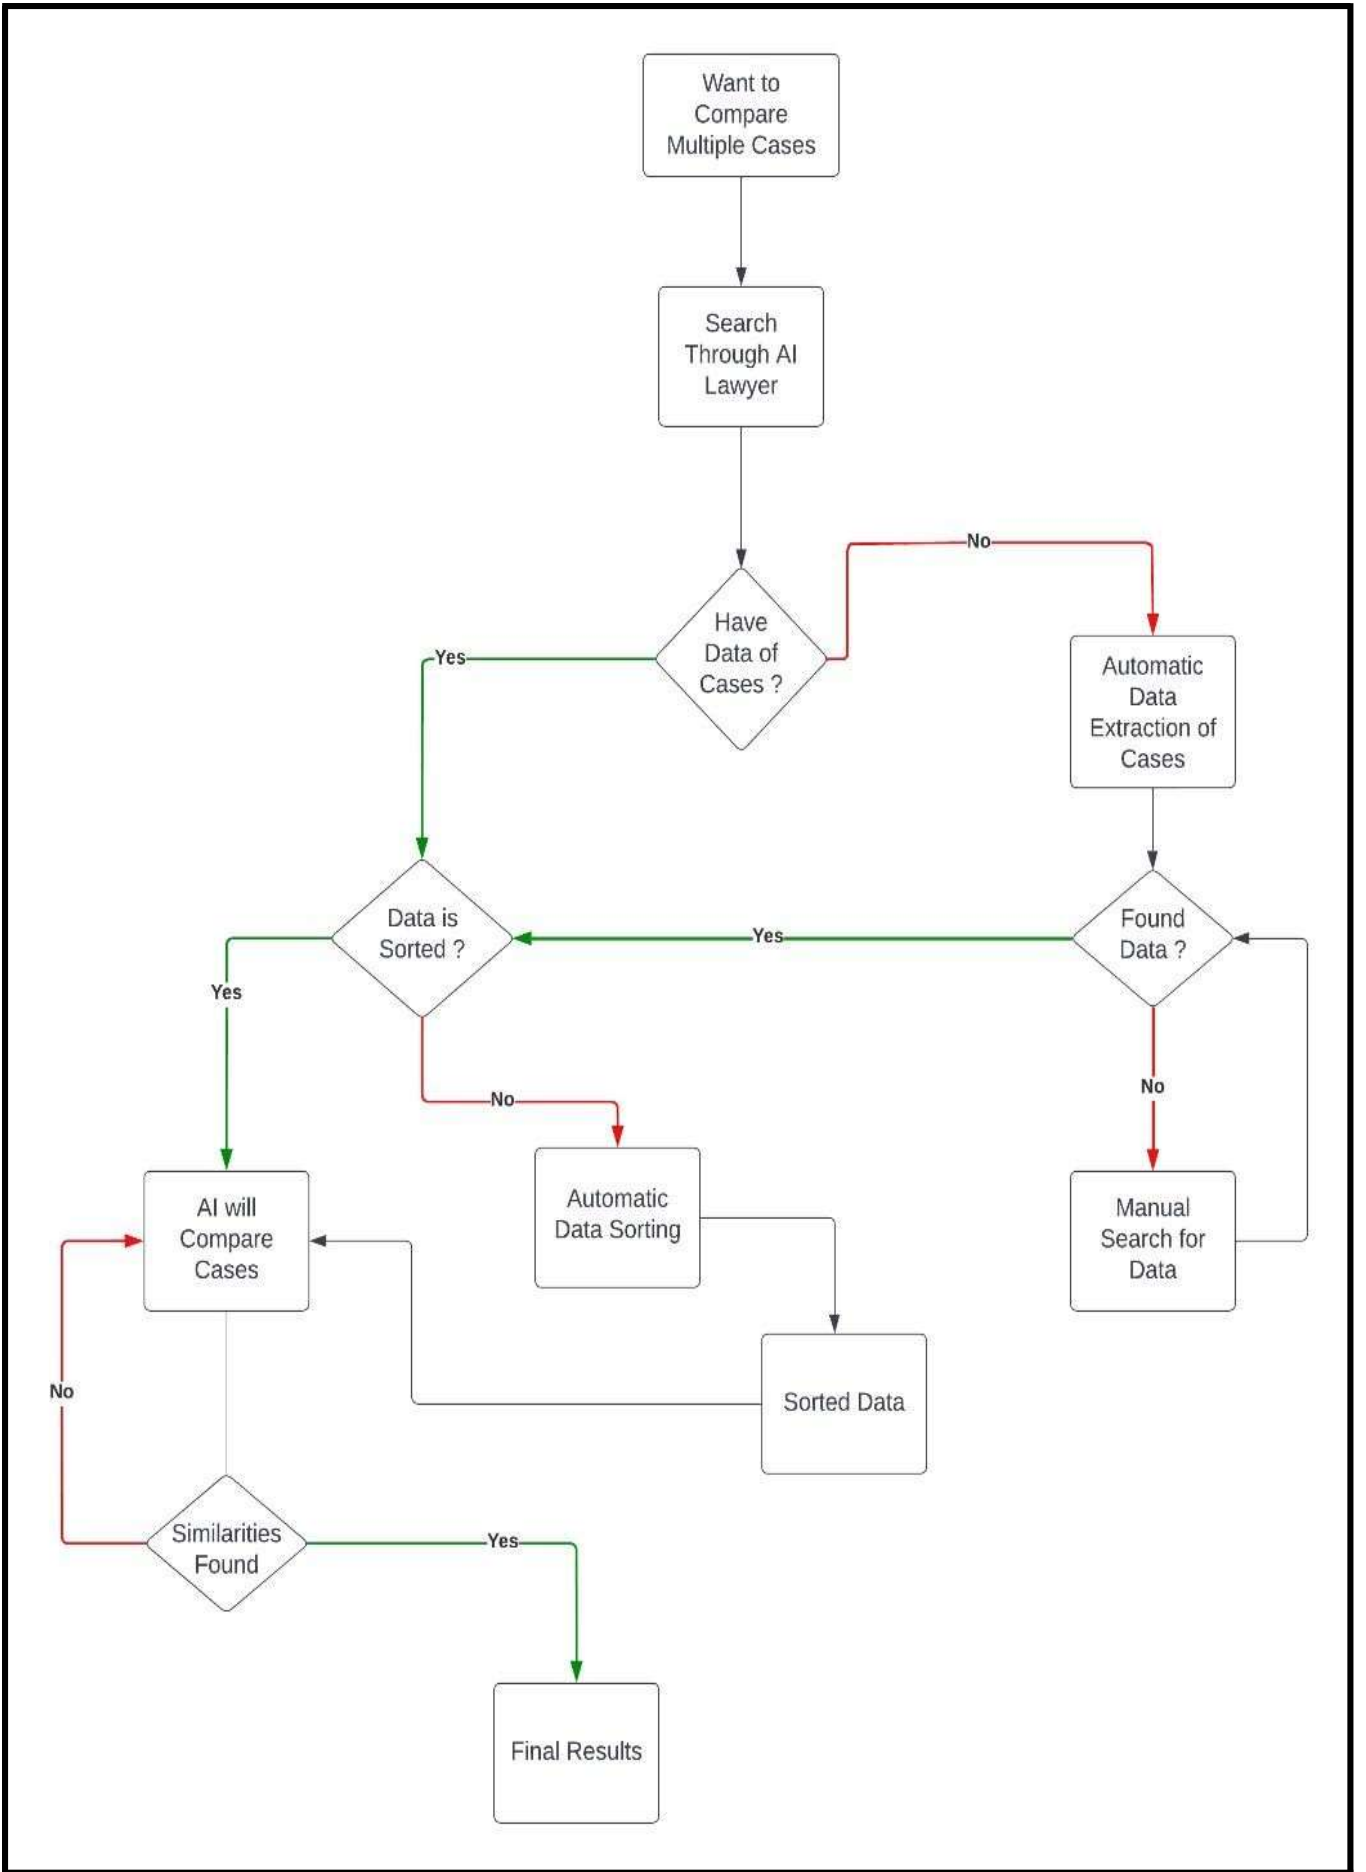 Want to
Compare
Multiple Cases
Search
Through AI
Lawyer
No
Have
Data of
Cases ?
Yes
Automatic
Data
Extraction of
Cases
Data is
Sorted ?
Yes
Found
Data ?
Yes
No
No
AI will
Compare
Cases
Automatic
Data Sorting
Manual
Search for
Data
No
Sorted Data
Similarities
Found
Yes
Final Results